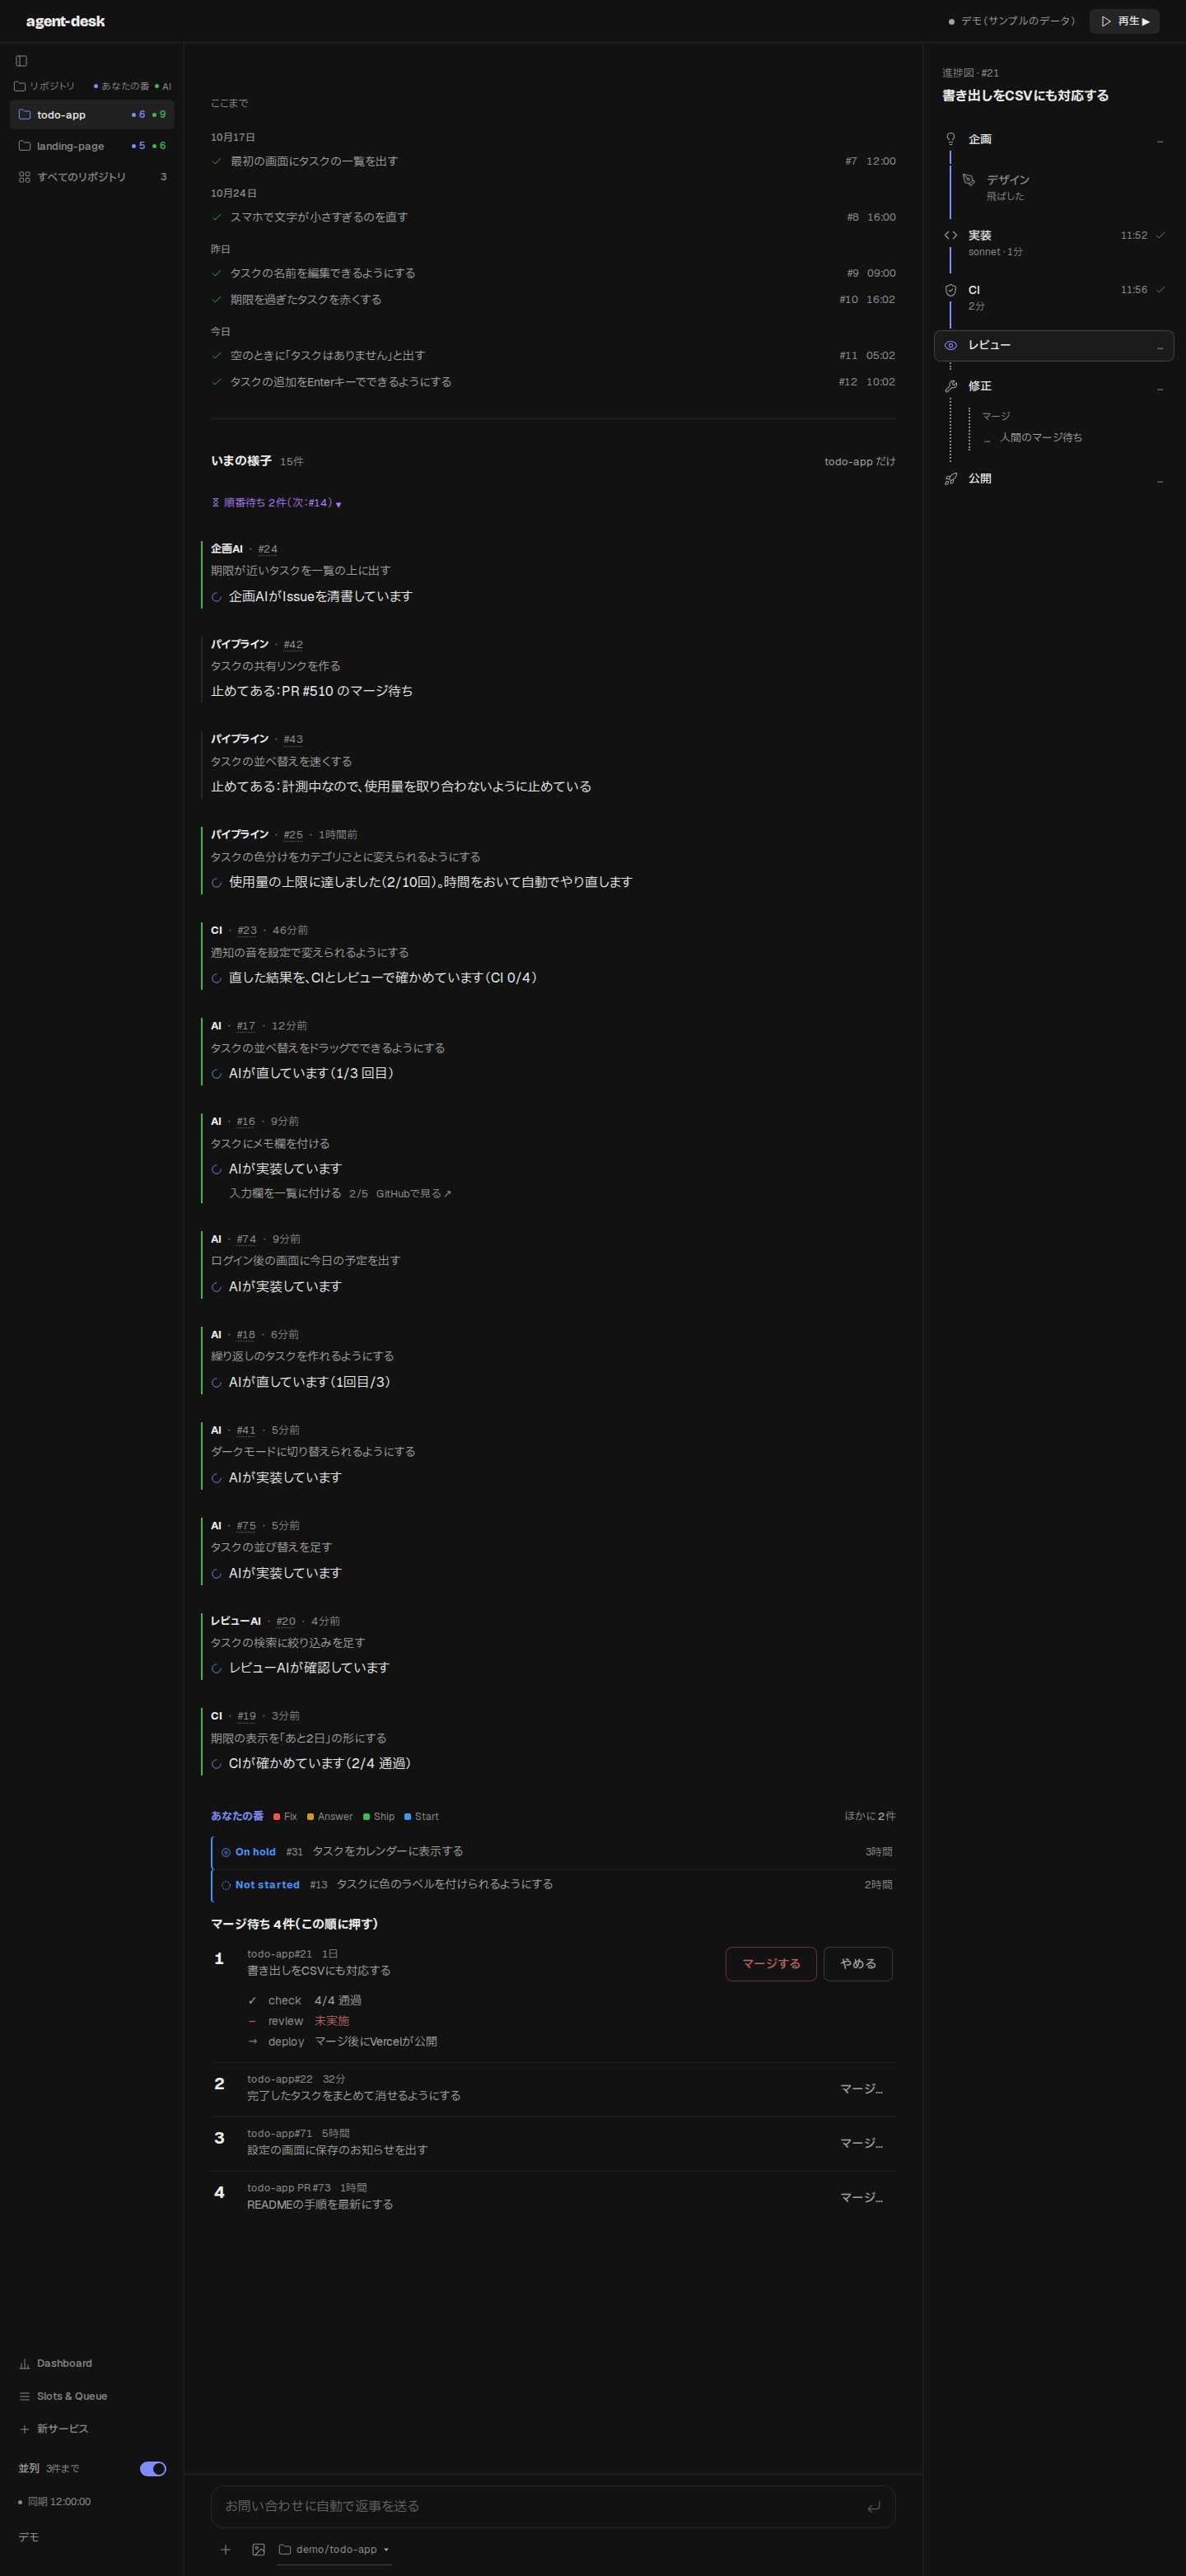 agent-desk
デモ(サンプルのデータ)
再生 ▶
リポジトリ
あなたの番
AI
todo-app
6
9
landing-page
5
6
すべてのリポジトリ
3
ここまで
10月17日
最初の画面にタスクの一覧を出す
#7 12:00
10月24日
スマホで文字が小さすぎるのを直す
#8 16:00
昨日
タスクの名前を編集できるようにする
#9 09:00
期限を過ぎたタスクを赤くする
#10 16:02
今日
空のときに「タスクはありません」と出す
#11 05:02
タスクの追加をEnterキーでできるようにする
#12 10:02
いまの様子 15件
todo-app だけ
順番待ち 2件(次:#14) ▾
企画AI · #24
期限が近いタスクを一覧の上に出す
企画AIがIssueを清書しています
パイプライン · #42
タスクの共有リンクを作る
止めてある:PR #510 のマージ待ち
パイプライン · #43
タスクの並べ替えを速くする
止めてある:計測中なので、使用量を取り合わないように止めている
パイプライン · #25 · 1時間前
タスクの色分けをカテゴリごとに変えられるようにする
使用量の上限に達しました(2/10回)。時間をおいて自動でやり直します
CI · #23 · 46分前
通知の音を設定で変えられるようにする
直した結果を、CIとレビューで確かめています(CI 0/4)
AI · #17 · 12分前
タスクの並べ替えをドラッグでできるようにする
AIが直しています(1/3 回目)
AI · #16 · 9分前
タスクにメモ欄を付ける
AIが実装しています
入力欄を一覧に付ける 2/5 GitHubで見る ↗
AI · #74 · 9分前
ログイン後の画面に今日の予定を出す
AIが実装しています
AI · #18 · 6分前
繰り返しのタスクを作れるようにする
AIが直しています(1回目/3)
AI · #41 · 5分前
ダークモードに切り替えられるようにする
AIが実装しています
AI · #75 · 5分前
タスクの並び替えを足す
AIが実装しています
レビューAI · #20 · 4分前
タスクの検索に絞り込みを足す
レビューAIが確認しています
CI · #19 · 3分前
期限の表示を「あと2日」の形にする
CIが確かめています(2/4 通過)
あなたの番 Fix Answer Ship Start
ほかに2件
On hold #31 タスクをカレンダーに表示する
3時間
Not started #13 タスクに色のラベルを付けられるようにする
2時間
マージ待ち 4件(この順に押す)
1
todo-app#21 1日
書き出しをCSVにも対応する
マージする
やめる
✓ check 4/4 通過
– review 未実施
→ deploy マージ後にVercelが公開
2
todo-app#22 32分
完了したタスクをまとめて消せるようにする
マージ…
3
todo-app#71 5時間
設定の画面に保存のお知らせを出す
マージ…
4
todo-app PR#73 1時間
READMEの手順を最新にする
マージ…
お問い合わせに自動で返事を送る
demo/todo-app
進捗図 · #21
書き出しをCSVにも対応する
企画
…
デザイン
飛ばした
実装
11:52
sonnet · 1分
CI
11:56
2分
レビュー
…
修正
…
マージ
… 人間のマージ待ち
公開
…
Dashboard
Slots & Queue
新サービス
並列 3件まで
同期 12:00:00
デモ